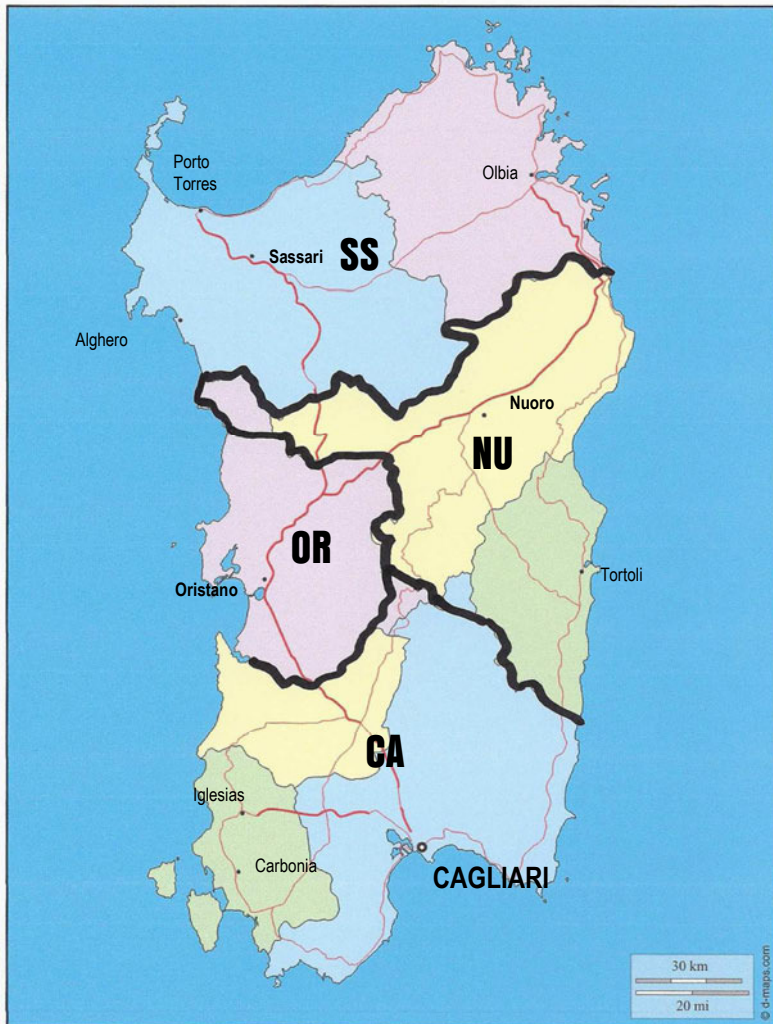 Porto
Torres
Olbia
Sassari
SS
Alghero
Nuoro
NU
OR
Tortoli
Oristano
CA
Iglesias
Carbonia
CAGLIARI
30 km
20 mi
© d-maps.com